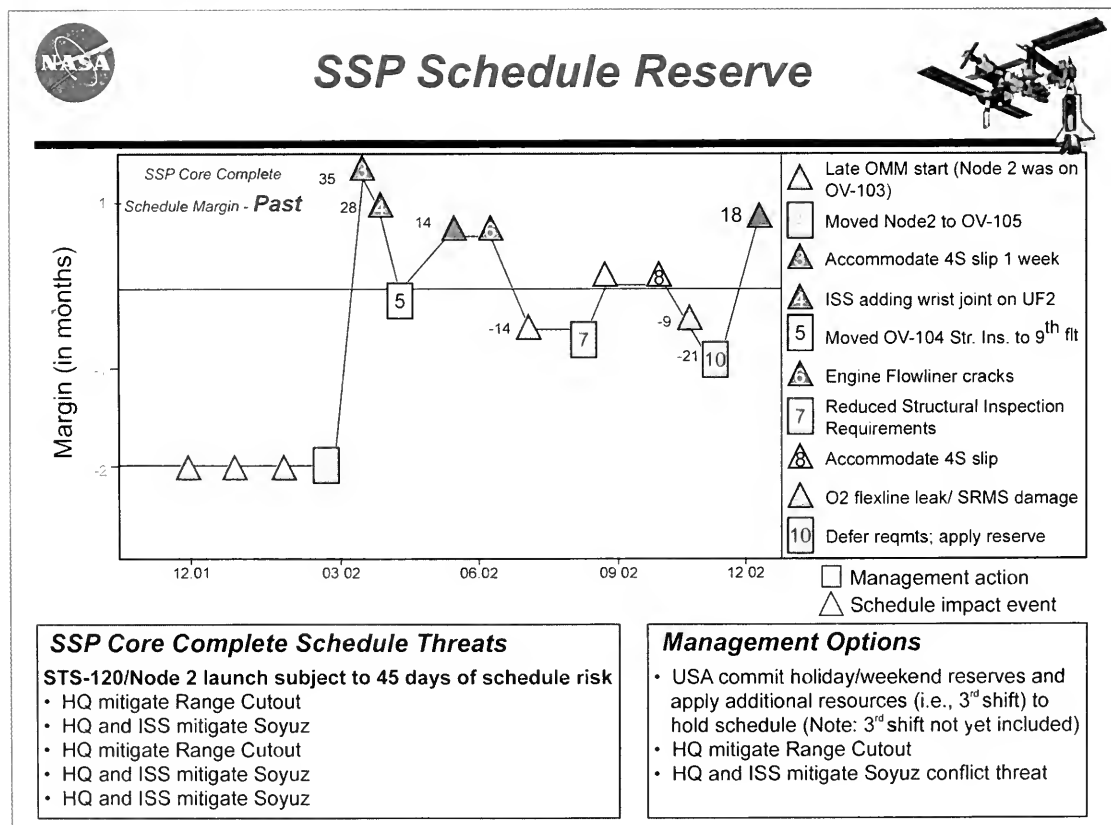 NASA
SSP Schedule Reserve
SSP Core Complete
Schedule Margin - Past
Margin (in months)
1
-1
-2
35
28
14
-14
-9
-21
18
3
4
5
6
7
8
10
12 01
03 02
06 02
09 02
12 02
Late OMM start (Node 2 was on
OV-103)
Moved Node2 to OV-105
3 Accommodate 4S slip 1 week
4 ISS adding wrist joint on UF2
5 Moved OV-104 Str. Ins. to 9th flt
6 Engine Flowliner cracks
7 Reduced Structural Inspection
Requirements
8 Accommodate 4S slip
O2 flexline leak/ SRMS damage
10 Defer reqmts; apply reserve
Management action
Schedule impact event
SSP Core Complete Schedule Threats
STS-120/Node 2 launch subject to 45 days of schedule risk
• HQ mitigate Range Cutout
• HQ and ISS mitigate Soyuz
• HQ mitigate Range Cutout
• HQ and ISS mitigate Soyuz
• HQ and ISS mitigate Soyuz
Management Options
• USA commit holiday/weekend reserves and
apply additional resources (i.e., 3rd shift) to
hold schedule (Note: 3rd shift not yet included)
• HQ mitigate Range Cutout
• HQ and ISS mitigate Soyuz conflict threat